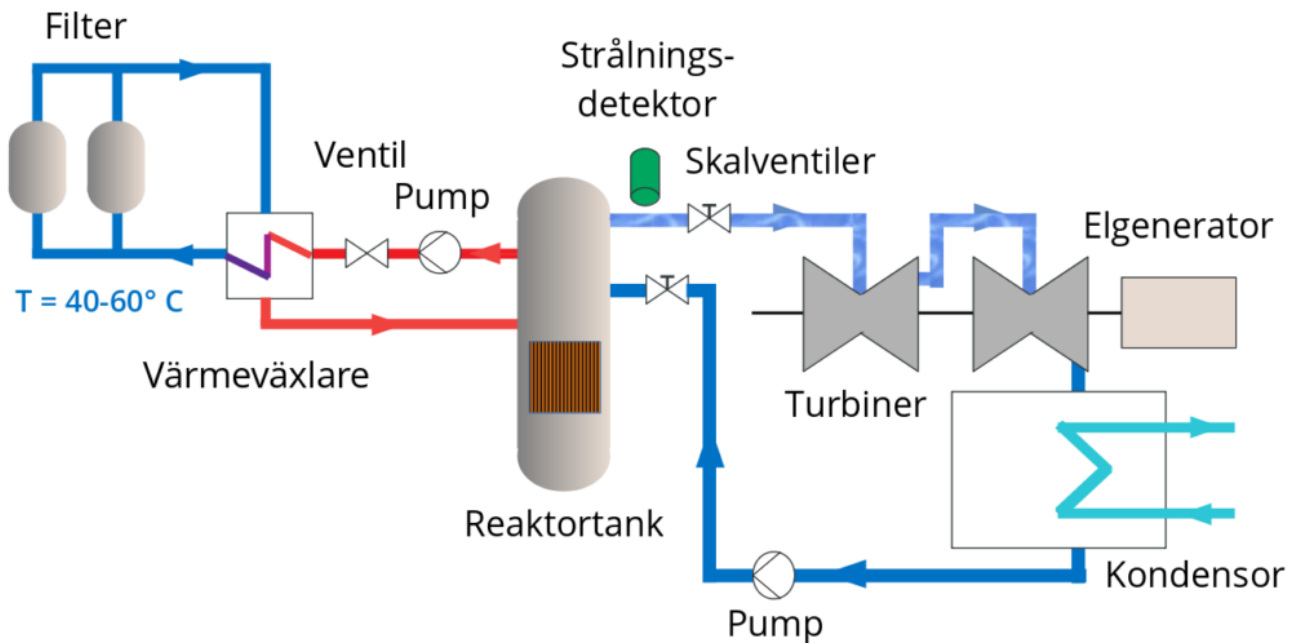 Filter
Strålnings-
detektor
Ventil
Pump
Skalventiler
Elgenerator
T = 40-60° C
Värmeväxlare
Turbiner
Reaktortank
Kondensor
Pump